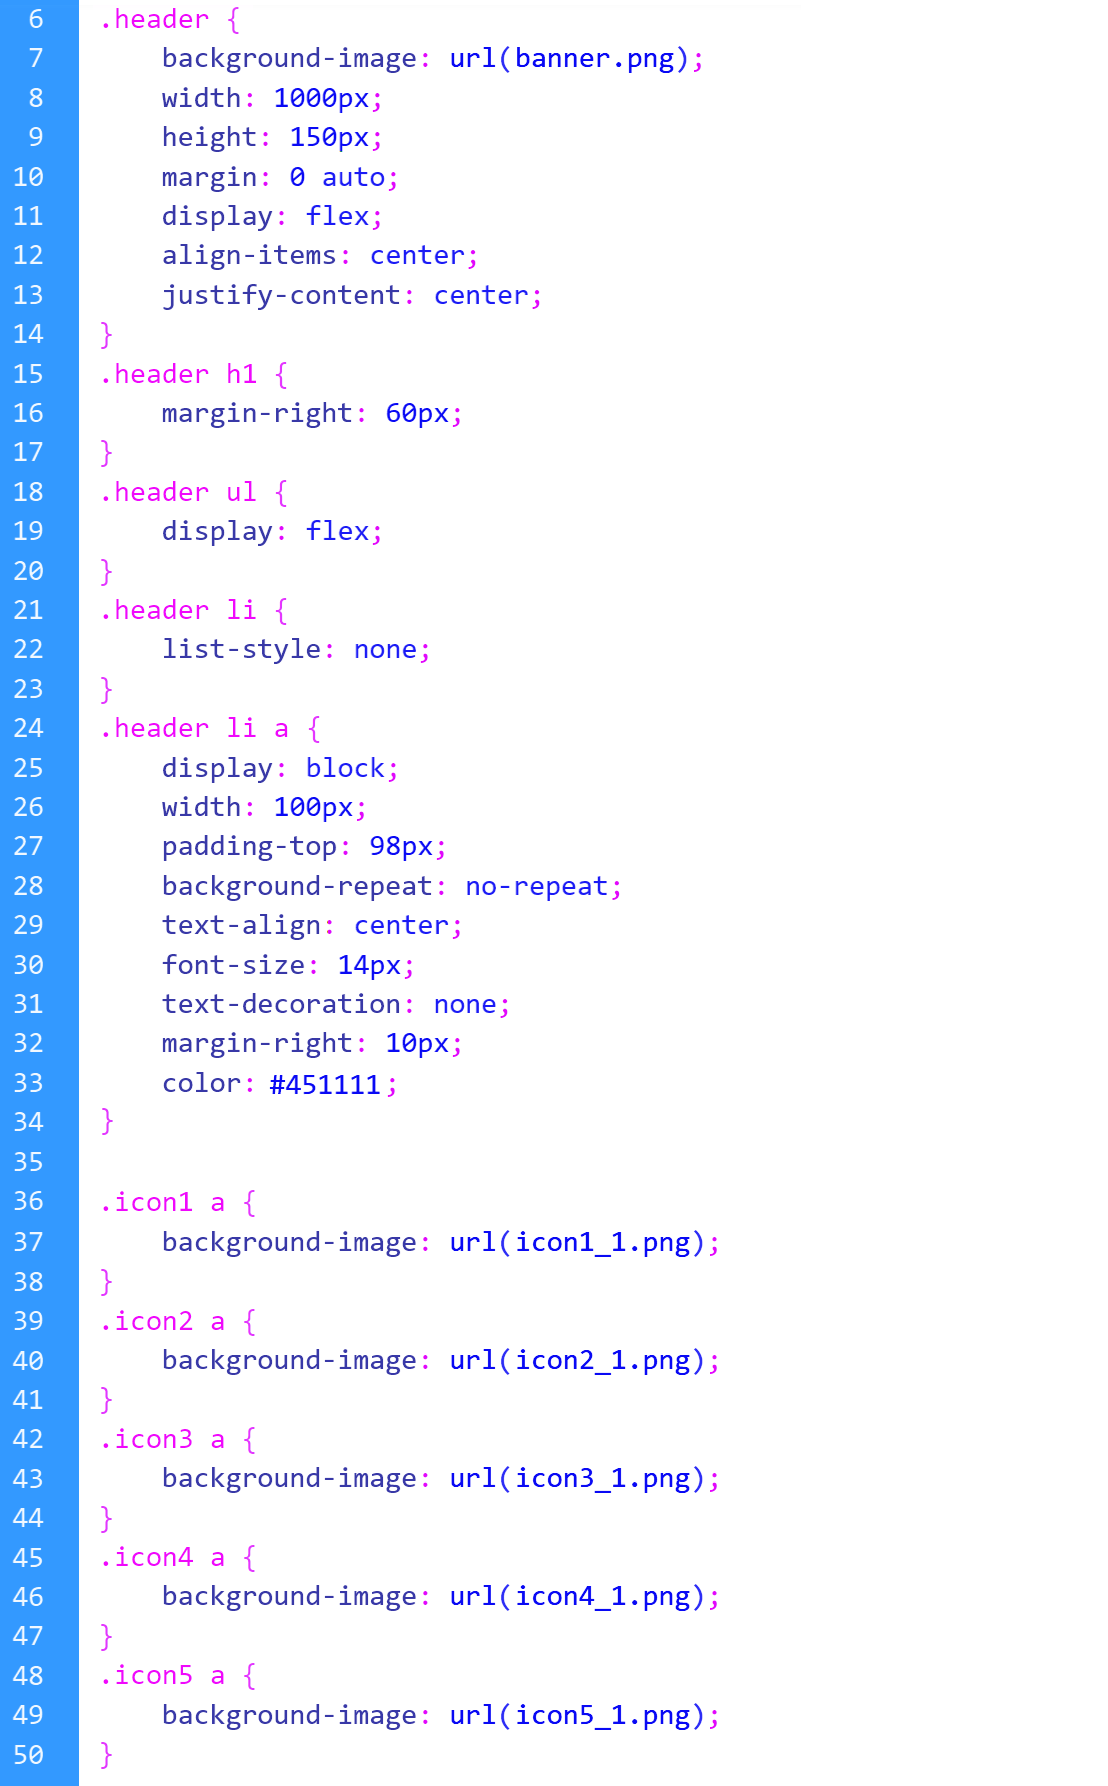 6 .header {
7 background-image: url(banner.png);
8 width: 1000px;
9 height: 150px;
10 margin: 0 auto;
11 display: flex;
12 align-items: center;
13 justify-content: center;
14 }
15 .header h1 {
16 margin-right: 60px;
17 }
18 .header ul {
19 display: flex;
20 }
21 .header li {
22 list-style: none;
23 }
24 .header li a {
25 display: block;
26 width: 100px;
27 padding-top: 98px;
28 background-repeat: no-repeat;
29 text-align: center;
30 font-size: 14px;
31 text-decoration: none;
32 margin-right: 10px;
33 color: #451111;
34 }
35
36 .icon1 a {
37 background-image: url(icon1_1.png);
38 }
39 .icon2 a {
40 background-image: url(icon2_1.png);
41 }
42 .icon3 a {
43 background-image: url(icon3_1.png);
44 }
45 .icon4 a {
46 background-image: url(icon4_1.png);
47 }
48 .icon5 a {
49 background-image: url(icon5_1.png);
50 }